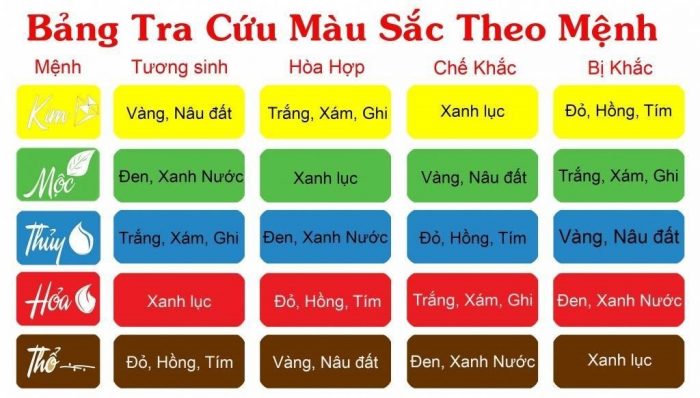 Bảng Tra Cứu Màu Sắc Theo Mệnh
Mệnh Tương sinh Hòa Hợp Chế Khắc Bị Khắc
Kim Vàng, Nâu đất Trắng, Xám, Ghi Xanh lục Đỏ, Hồng, Tím
Mộc Đen, Xanh Nước Xanh lục Vàng, Nâu đất Trắng, Xám, Ghi
Thủy Trắng, Xám, Ghi Đen, Xanh Nước Đỏ, Hồng, Tím Vàng, Nâu đất
Hỏa Xanh lục Đỏ, Hồng, Tím Trắng, Xám, Ghi Đen, Xanh Nước
Thổ Đỏ, Hồng, Tím Vàng, Nâu đất Đen, Xanh Nước Xanh lục